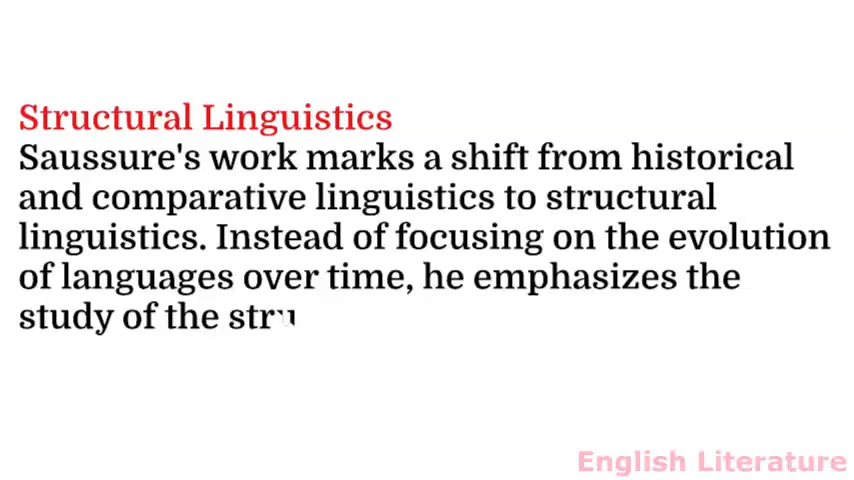 Structural Linguistics
Saussure's work marks a shift from historical
and comparative linguistics to structural
linguistics. Instead of focusing on the evolution
of languages over time, he emphasizes the
study of the stru
English Literature